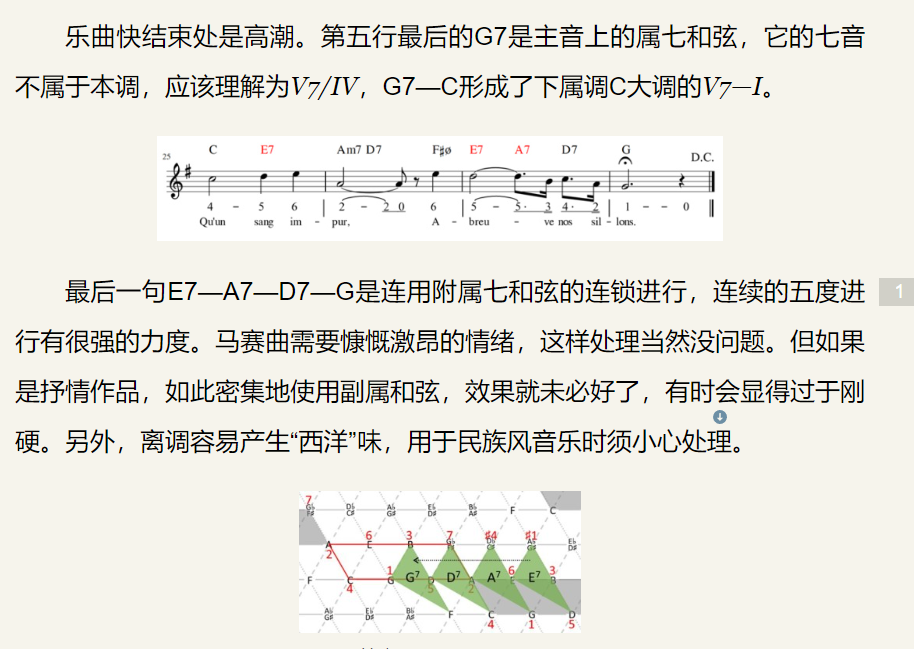 乐曲快结束处是高潮。第五行最后的G7是主音上的属七和弦，它的七音
不属于本调，应该理解为V7/IV，G7—C形成了下属调C大调的V7—I。
C E7 Am7 D7 F#ø E7 A7 D7 G D.C.
25
4 - 5 6 | 2 - 2 0 6 | 5 - 5· 3 4· 2 | 1 - - 0 ‖
Qu'un sang im - pur, A - breu - ve nos sil - lons.
最后一句E7—A7—D7—G是连用附属七和弦的连锁进行，连续的五度进
1
行有很强的力度。马赛曲需要慷慨激昂的情绪，这样处理当然没问题。但如果
是抒情作品，如此密集地使用副属和弦，效果就未必好了，有时会显得过于刚
硬。另外，离调容易产生“西洋”味，用于民族风音乐时须小心处理。
7
G♭ D♭ A♭ E♭ B♭ F C
F# C# G# D# A#
6 3 7 #4 #1
A E B E♭
2 D#
1 6 3
F C G G7 D D7 A A7 E E7 B
4 5 2
A♭ E♭ B♭ F C G D
G# D# A# 4 1 5